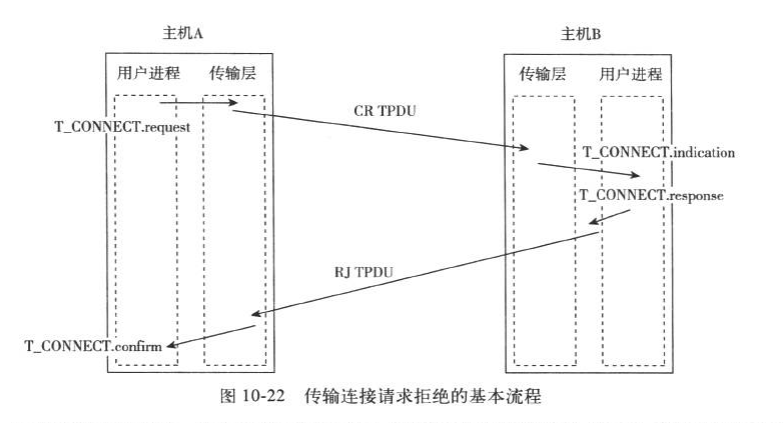 主机A
主机B
用户进程 传输层
传输层 用户进程
CR TPDU
T_CONNECT.request
T_CONNECT.indication
T_CONNECT.response
RJ TPDU
T_CONNECT.confirm
图 10-22 传输连接请求拒绝的基本流程